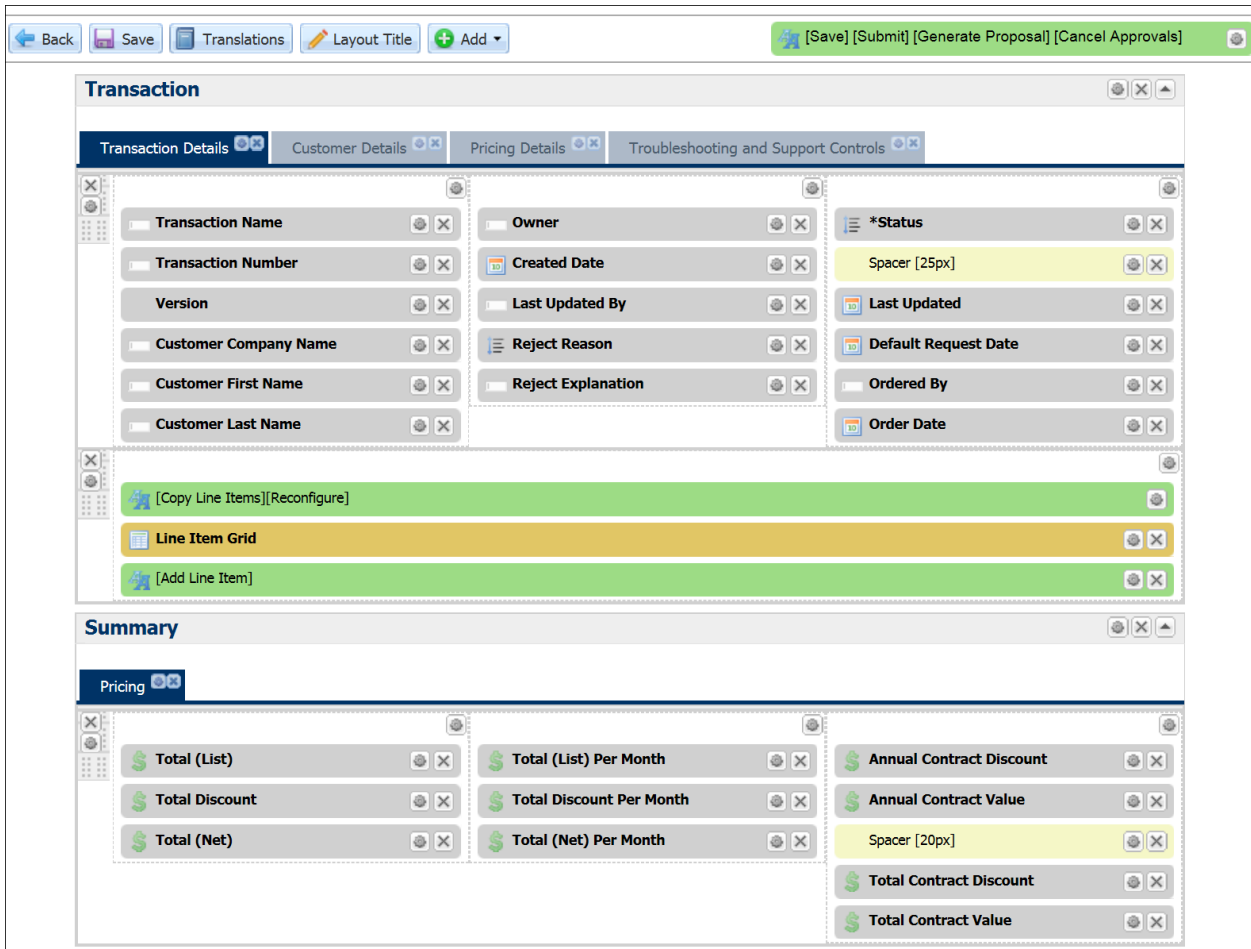 Back Save Translations Layout Title Add [Save] [Submit] [Generate Proposal] [Cancel Approvals]
Transaction
Transaction Details Customer Details Pricing Details Troubleshooting and Support Controls
Transaction Name Owner *Status
Transaction Number Created Date Spacer [25px]
Version Last Updated By Last Updated
Customer Company Name Reject Reason Default Request Date
Customer First Name Reject Explanation Ordered By
Customer Last Name Order Date
[Copy Line Items][Reconfigure]
Line Item Grid
[Add Line Item]
Summary
Pricing
Total (List) Total (List) Per Month Annual Contract Discount
Total Discount Total Discount Per Month Annual Contract Value
Total (Net) Total (Net) Per Month Spacer [20px]
Total Contract Discount
Total Contract Value